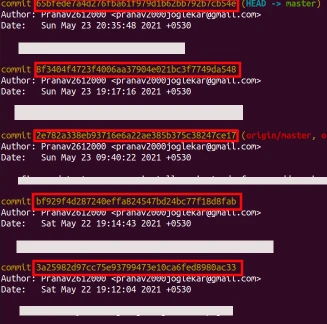 commit 65bfede7a4d276fba61f979d1b62bb792b7cb54e (HEAD -> master)
Author: Pranav2612000 <pranav2000joglekar@gmail.com>
Date: Sun May 23 20:35:48 2021 +0530
commit 8f3404f4723f4006aa37904e021bc3f7749da548
Author: Pranav2612000 <pranav2000joglekar@gmail.com>
Date: Sun May 23 19:17:16 2021 +0530
commit 2e782a338eb93716e6a22ae385b375c38247ce17 (origin/master, o
Author: Pranav2612000 <pranav2000joglekar@gmail.com>
Date: Sun May 23 09:40:22 2021 +0530
commit bf929f4d287240effa824547bd24bc77f18d8fab
Author: Pranav2612000 <pranav2000joglekar@gmail.com>
Date: Sat May 22 19:14:43 2021 +0530
commit 3a25982d97cc75e93799473e10ca6fed8980ac33
Author: Pranav2612000 <pranav2000joglekar@gmail.com>
Date: Sat May 22 19:12:04 2021 +0530